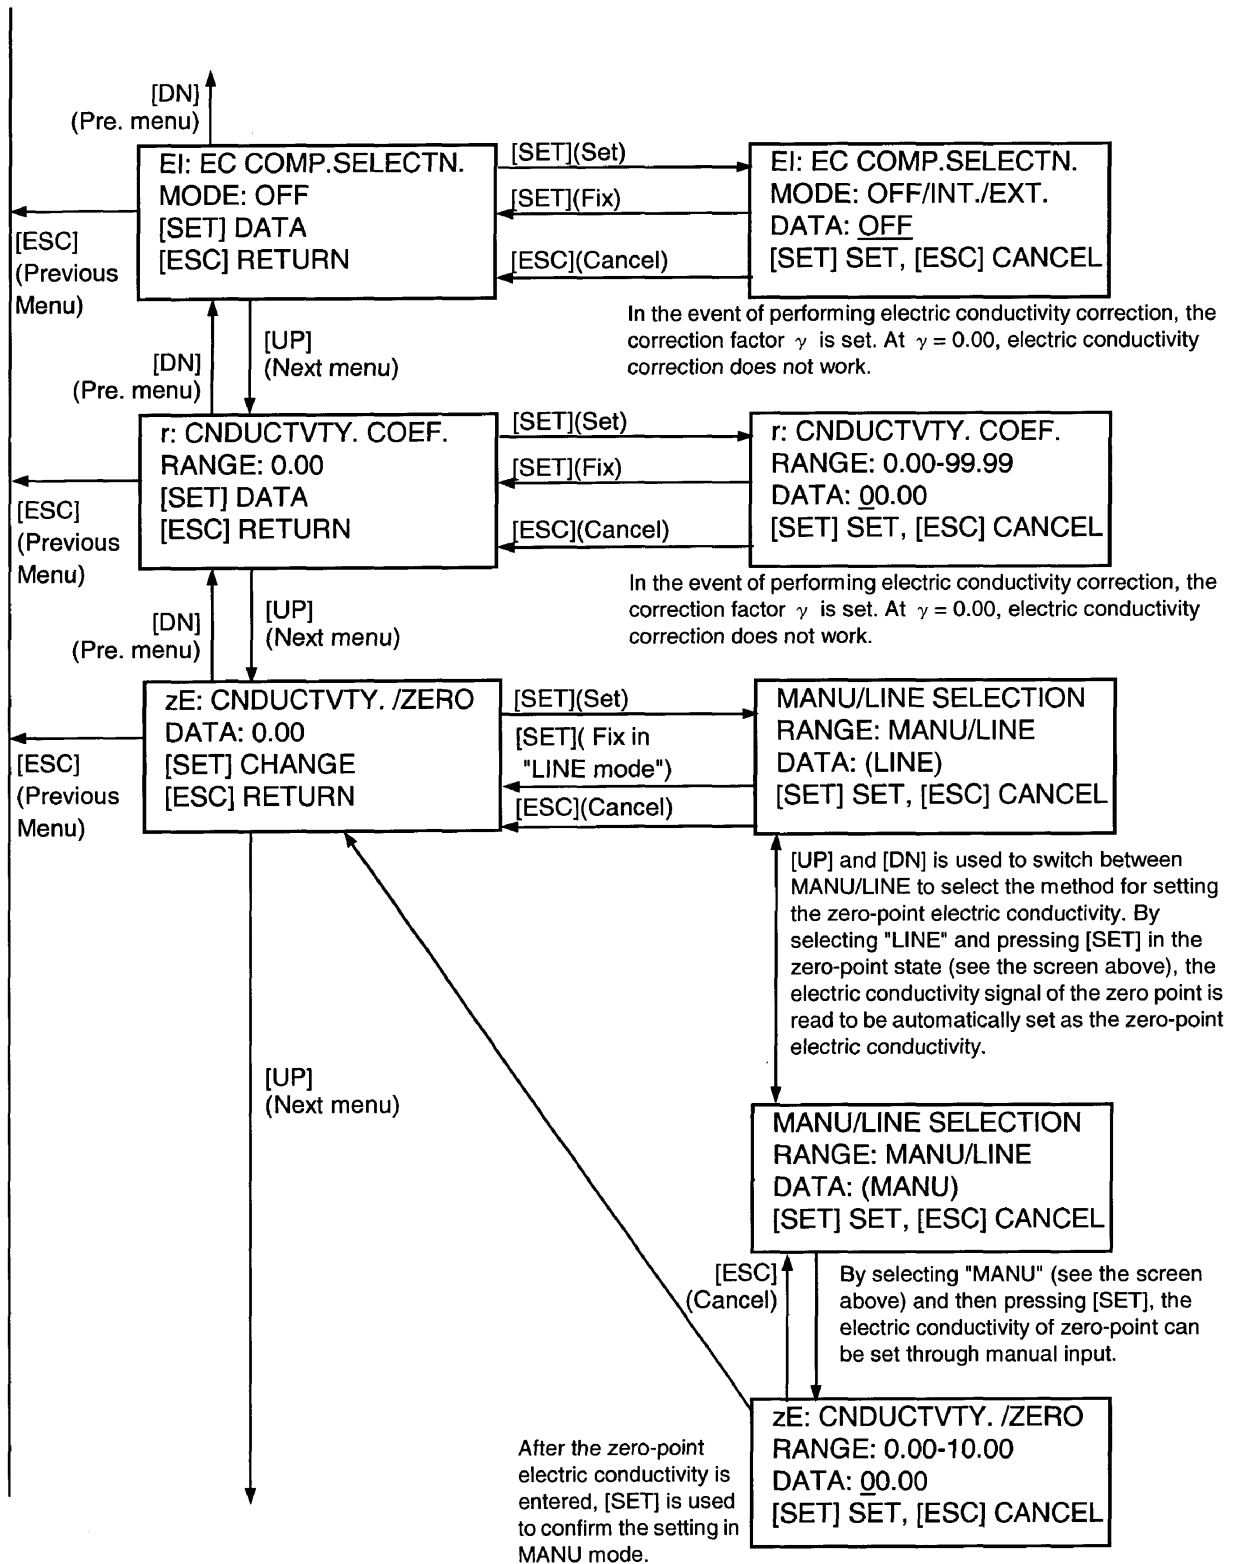 [DN]
(Pre. menu)
EI: EC COMP.SELECTN.
MODE: OFF
[SET] DATA
[ESC] RETURN
[SET](Set)
[SET](Fix)
[ESC](Cancel)
EI: EC COMP.SELECTN.
MODE: OFF/INT./EXT.
DATA: OFF
[SET] SET, [ESC] CANCEL
[ESC]
(Previous
Menu)
In the event of performing electric conductivity correction, the
correction factor γ is set. At γ = 0.00, electric conductivity
correction does not work.
[DN]
(Pre. menu)
[UP]
(Next menu)
r: CNDUCTVTY. COEF.
RANGE: 0.00
[SET] DATA
[ESC] RETURN
[SET](Set)
[SET](Fix)
[ESC](Cancel)
r: CNDUCTVTY. COEF.
RANGE: 0.00-99.99
DATA: 00.00
[SET] SET, [ESC] CANCEL
[ESC]
(Previous
Menu)
In the event of performing electric conductivity correction, the
correction factor γ is set. At γ = 0.00, electric conductivity
correction does not work.
[DN]
(Pre. menu)
[UP]
(Next menu)
zE: CNDUCTVTY. /ZERO
DATA: 0.00
[SET] CHANGE
[ESC] RETURN
[SET](Set)
[SET]( Fix in
"LINE mode")
[ESC](Cancel)
MANU/LINE SELECTION
RANGE: MANU/LINE
DATA: (LINE)
[SET] SET, [ESC] CANCEL
[ESC]
(Previous
Menu)
[UP] and [DN] is used to switch between
MANU/LINE to select the method for setting
the zero-point electric conductivity. By
selecting "LINE" and pressing [SET] in the
zero-point state (see the screen above), the
electric conductivity signal of the zero point is
read to be automatically set as the zero-point
electric conductivity.
[UP]
(Next menu)
MANU/LINE SELECTION
RANGE: MANU/LINE
DATA: (MANU)
[SET] SET, [ESC] CANCEL
[ESC]
(Cancel)
By selecting "MANU" (see the screen
above) and then pressing [SET], the
electric conductivity of zero-point can
be set through manual input.
zE: CNDUCTVTY. /ZERO
RANGE: 0.00-10.00
DATA: 00.00
[SET] SET, [ESC] CANCEL
After the zero-point
electric conductivity is
entered, [SET] is used
to confirm the setting in
MANU mode.